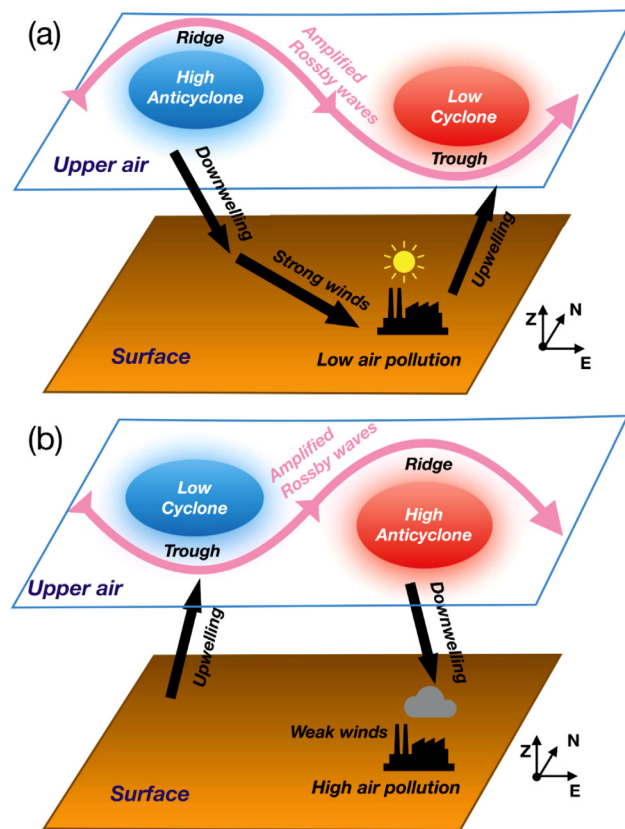 (a)
Ridge
High
Anticyclone
Amplified
Rossby waves
Low
Cyclone
Trough
Upper air
Downwelling
Strong winds
Upwelling
Low air pollution
Surface
Z
N
E
(b)
Low
Cyclone
Trough
Amplified
Rossby waves
Ridge
High
Anticyclone
Upper air
Upwelling
Downwelling
Weak winds
High air pollution
Surface
Z
N
E